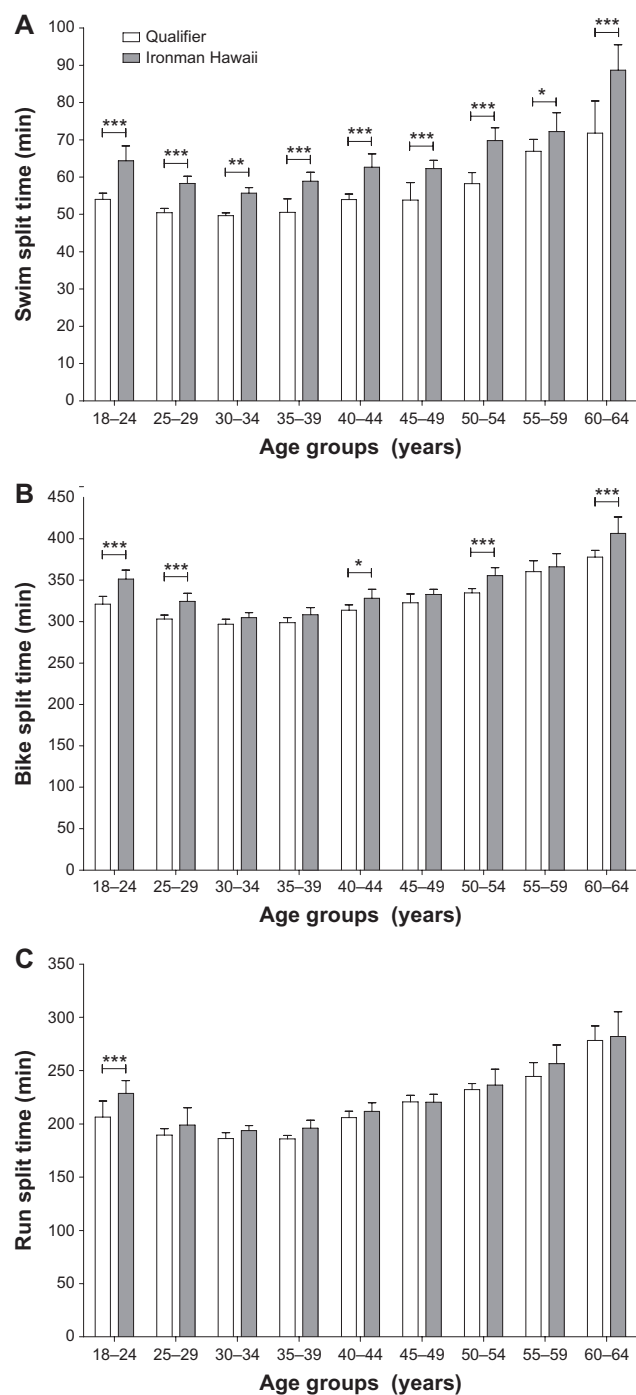 A
Qualifier
Ironman Hawaii
Swim split time (min)
100
90
80
70
60
50
40
30
20
10
0
*** *** ** *** *** *** *** * ***
18–24 25–29 30–34 35–39 40–44 45–49 50–54 55–59 60–64
Age groups (years)
B
Bike split time (min)
450
400
350
300
250
200
150
100
50
0
*** *** * *** ***
18–24 25–29 30–34 35–39 40–44 45–49 50–54 55–59 60–64
Age groups (years)
C
Run split time (min)
350
300
250
200
150
100
50
0
***
18–24 25–29 30–34 35–39 40–44 45–49 50–54 55–59 60–64
Age groups (years)